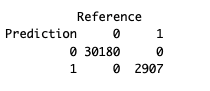 Reference
Prediction 0 1
0 30180 0
1 0 2907